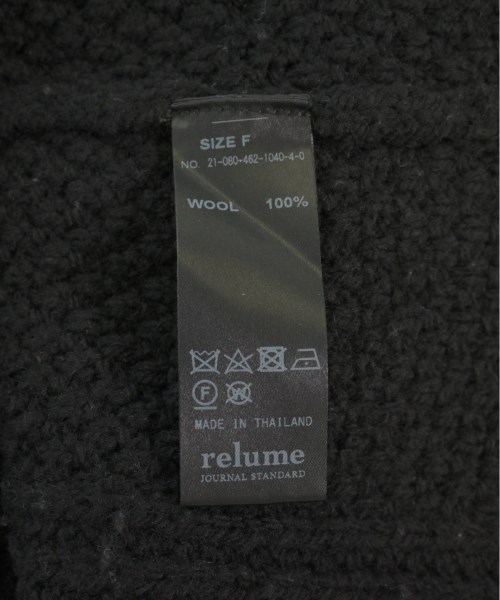 SIZE F
NO. 21-080-462-1040-4-0
WOOL 100%
F W
MADE IN THAILAND
relume
JOURNAL STANDARD